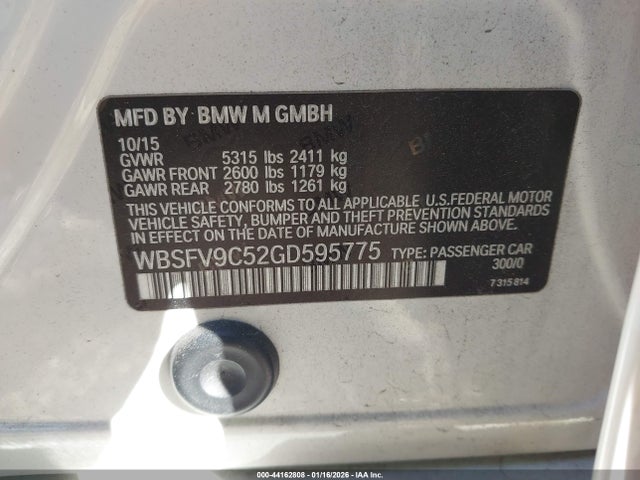 MFD BY BMW M GMBH
10/15
GVWR 5315 lbs 2411 kg
GAWR FRONT 2600 lbs 1179 kg
GAWR REAR 2780 lbs 1261 kg
THIS VEHICLE CONFORMS TO ALL APPLICABLE U.S.FEDERAL MOTOR
VEHICLE SAFETY, BUMPER AND THEFT PREVENTION STANDARDS
IN EFFECT ON THE DATE OF MANUFACTURE SHOWN ABOVE.
WBSFV9C52GD595775 TYPE: PASSENGER CAR
300/0
7 315 814
000-44162808 - 01/16/2026 - IAA Inc.